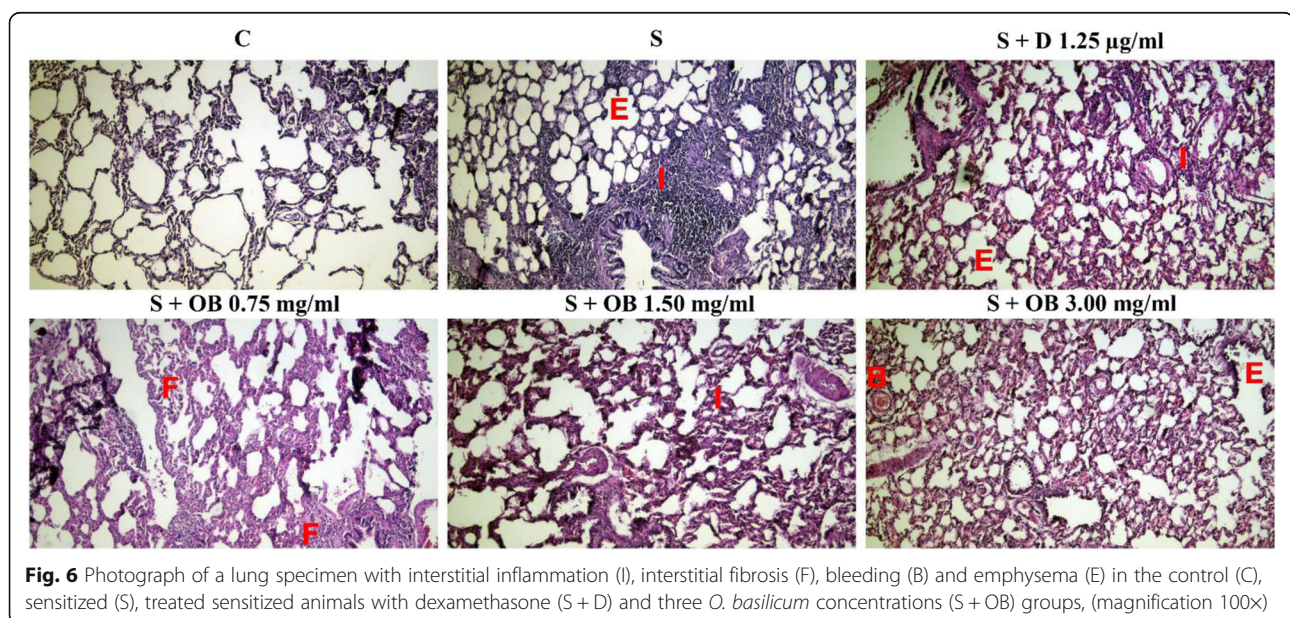 C
S
S + D 1.25 µg/ml
E
I
I
E
S + OB 0.75 mg/ml
S + OB 1.50 mg/ml
S + OB 3.00 mg/ml
F
F
I
B
E
Fig. 6 Photograph of a lung specimen with interstitial inflammation (I), interstitial fibrosis (F), bleeding (B) and emphysema (E) in the control (C),
sensitized (S), treated sensitized animals with dexamethasone (S + D) and three O. basilicum concentrations (S + OB) groups, (magnification 100×)